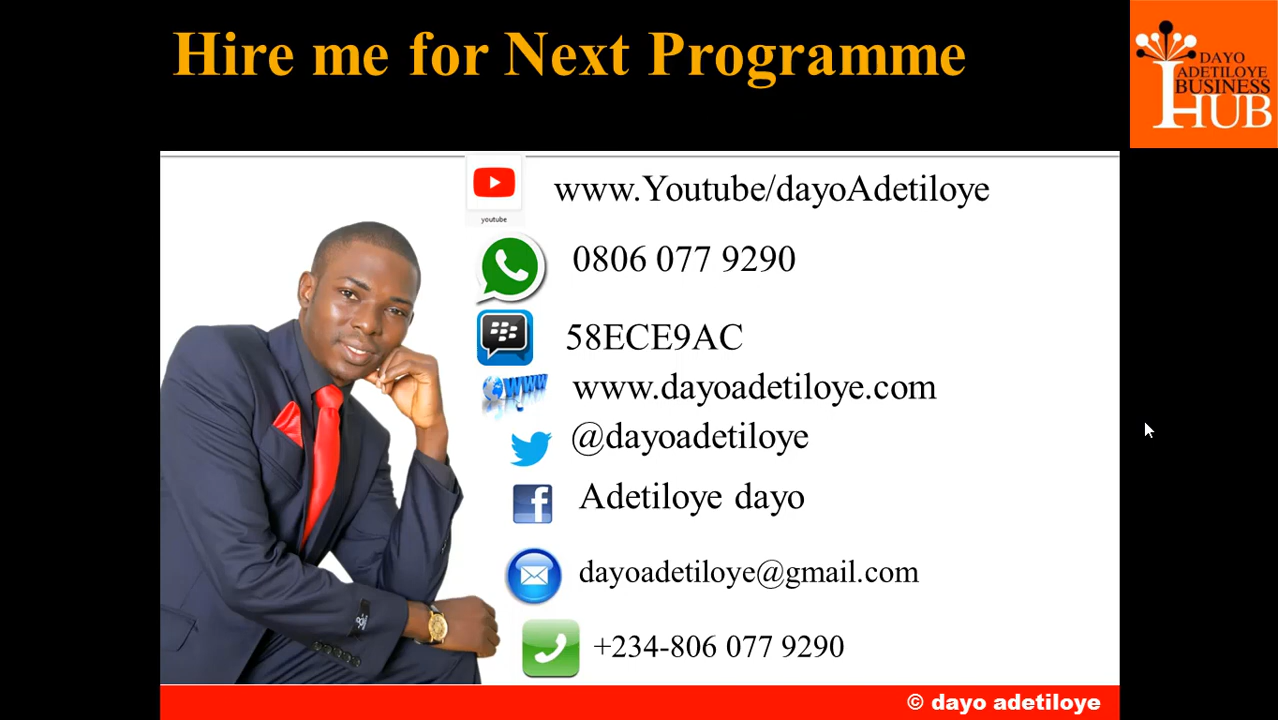 Hire me for Next Programme
DAYO
ADETILOYE
BUSINESS
HUB
youtube
www.Youtube/dayoAdetiloye
0806 077 9290
58ECE9AC
www
www.dayoadetiloye.com
@dayoadetiloye
f
Adetiloye dayo
dayoadetiloye@gmail.com
+234-806 077 9290
© dayo adetiloye